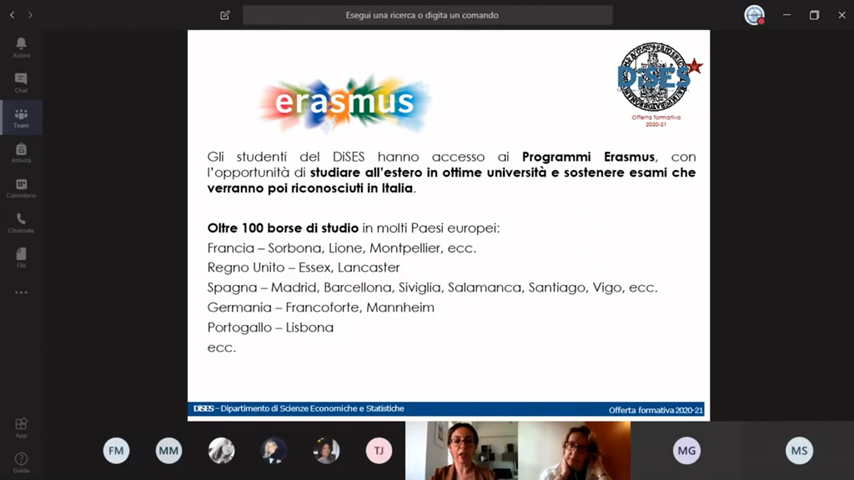 Esegui una ricerca o digita un comando
Azioni
Chat
Team
Attività
Calendario
Chiamate
File
App
Guida
erasmus
DiSES
Offerta formativa
2020-21
Gli studenti del DiSES hanno accesso ai Programmi Erasmus, con
l'opportunità di studiare all'estero in ottime università e sostenere esami che
verranno poi riconosciuti in Italia.
Oltre 100 borse di studio in molti Paesi europei:
Francia – Sorbona, Lione, Montpellier, ecc.
Regno Unito – Essex, Lancaster
Spagna – Madrid, Barcellona, Siviglia, Salamanca, Santiago, Vigo, ecc.
Germania – Francoforte, Mannheim
Portogallo – Lisbona
ecc.
DiSES – Dipartimento di Scienze Economiche e Statistiche
Offerta formativa 2020-21
FM
MM
TJ
MG
MS